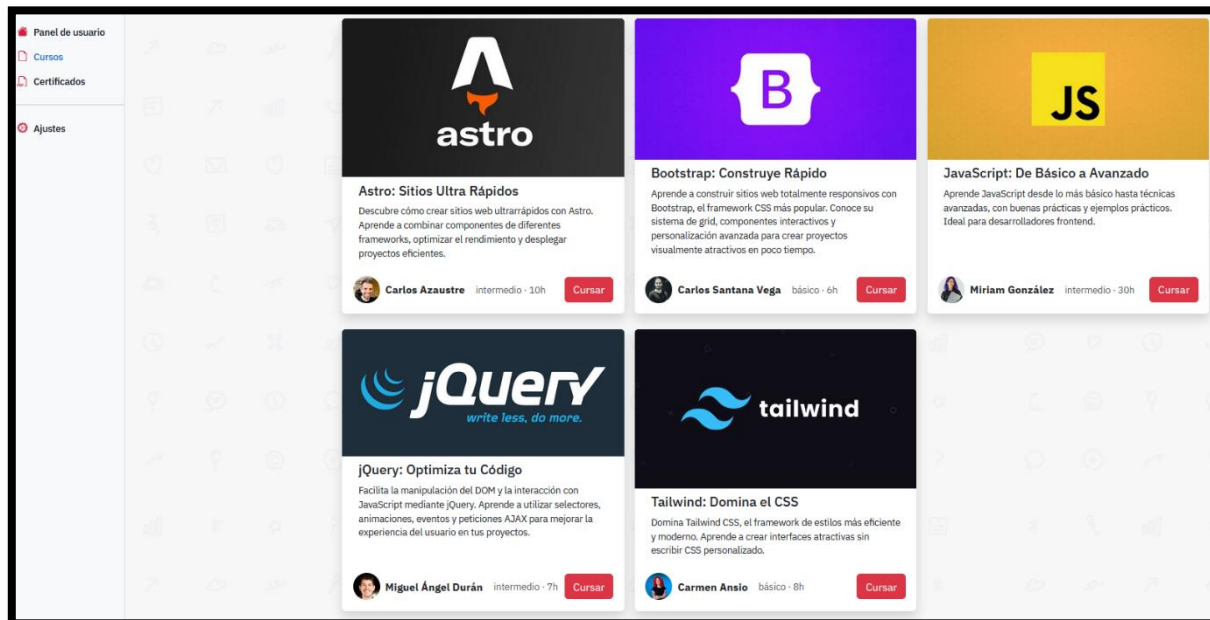 Panel de usuario
Cursos
Certificados
Ajustes
astro
Astro: Sitios Ultra Rápidos
Descubre cómo crear sitios web ultrarrápidos con Astro.
Aprende a combinar componentes de diferentes
frameworks, optimizar el rendimiento y desplegar
proyectos eficientes.
Carlos Azaustre intermedio · 10h Cursar
B
Bootstrap: Construye Rápido
Aprende a construir sitios web totalmente responsivos con
Bootstrap, el framework CSS más popular. Conoce su
sistema de grid, componentes interactivos y
personalización avanzada para crear proyectos
visualmente atractivos en poco tiempo.
Carlos Santana Vega básico · 6h Cursar
JS
JavaScript: De Básico a Avanzado
Aprende JavaScript desde lo más básico hasta técnicas
avanzadas, con buenas prácticas y ejemplos prácticos.
Ideal para desarrolladores frontend.
Miriam González intermedio · 30h Cursar
jQuery
write less, do more.
jQuery: Optimiza tu Código
Facilita la manipulación del DOM y la interacción con
JavaScript mediante jQuery. Aprende a utilizar selectores,
animaciones, eventos y peticiones AJAX para mejorar la
experiencia del usuario en tus proyectos.
Miguel Ángel Durán intermedio · 7h Cursar
tailwind
Tailwind: Domina el CSS
Domina Tailwind CSS, el framework de estilos más eficiente
y moderno. Aprende a crear interfaces atractivas sin
escribir CSS personalizado.
Carmen Ansio básico · 8h Cursar